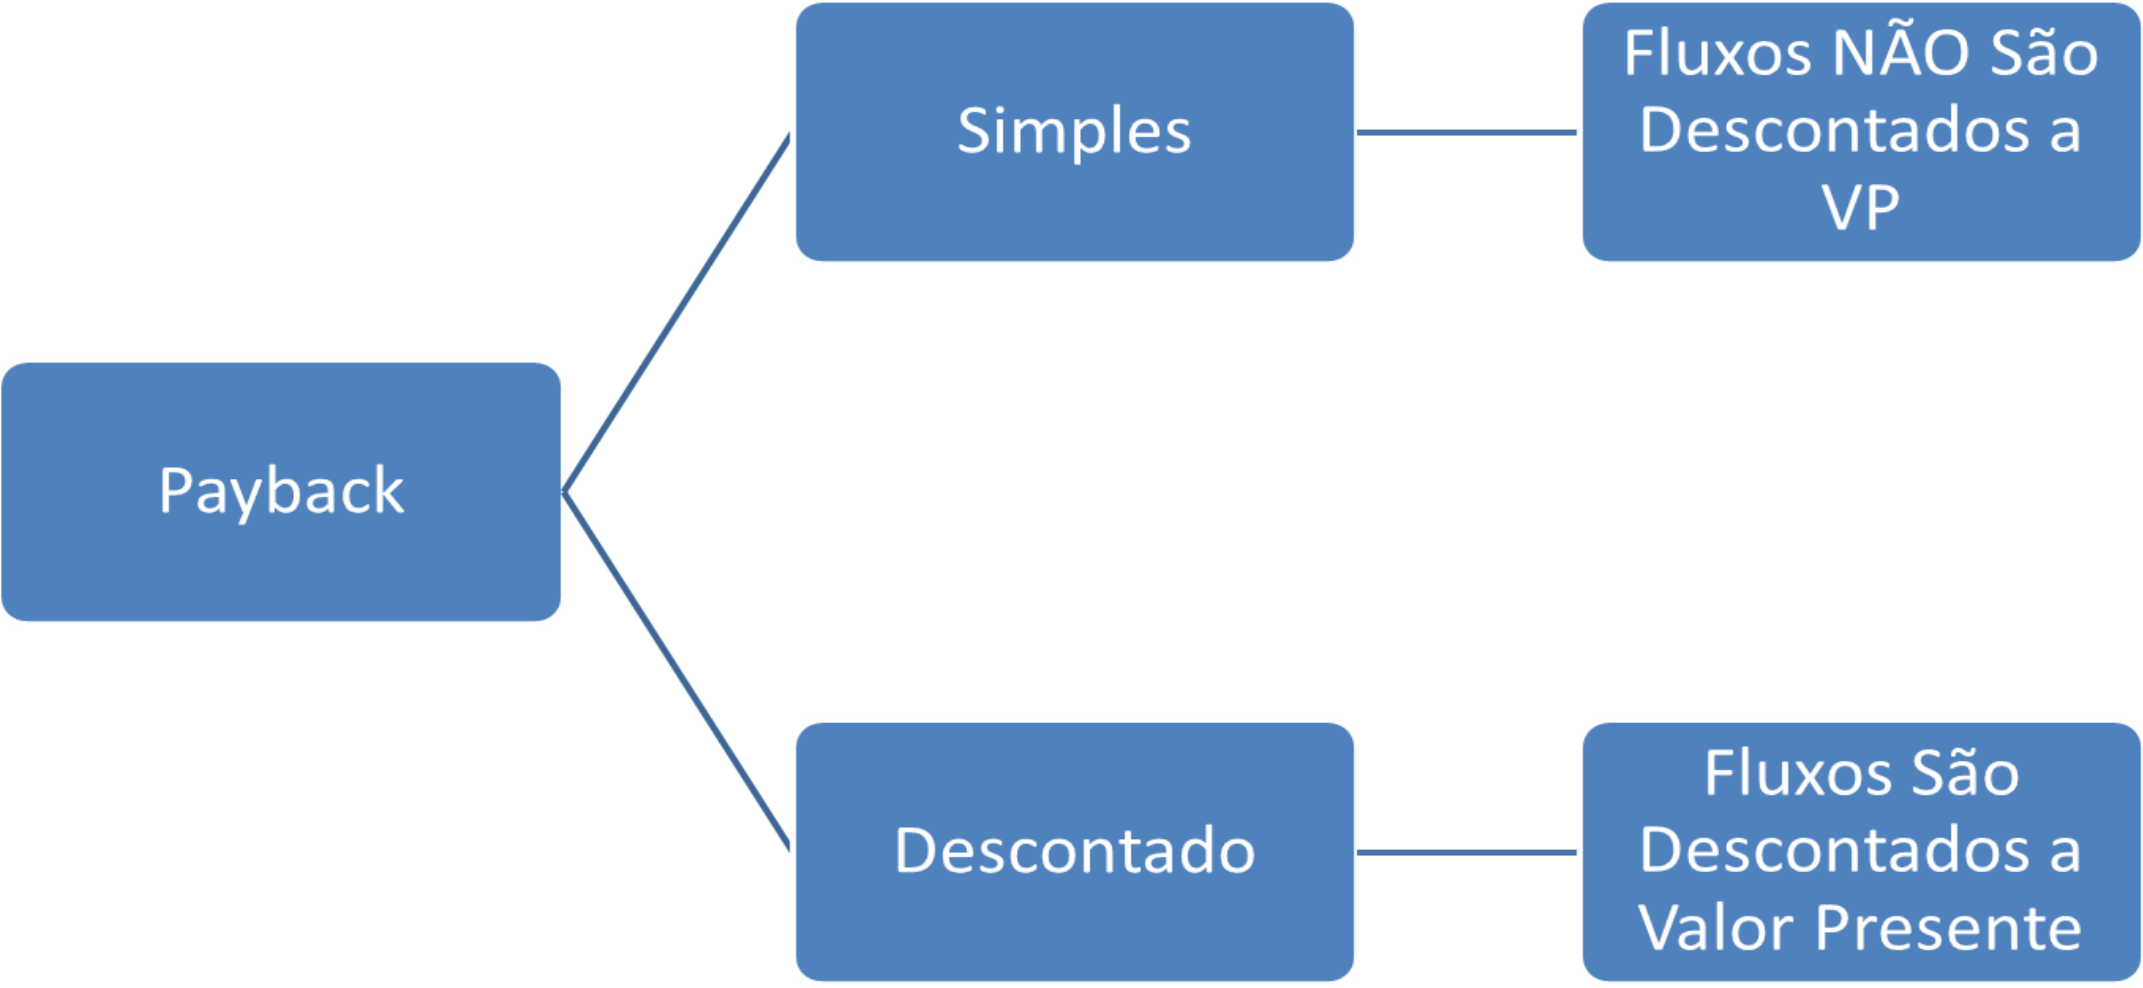 Payback
Simples
Fluxos NÃO São
Descontados a
VP
Descontado
Fluxos São
Descontados a
Valor Presente